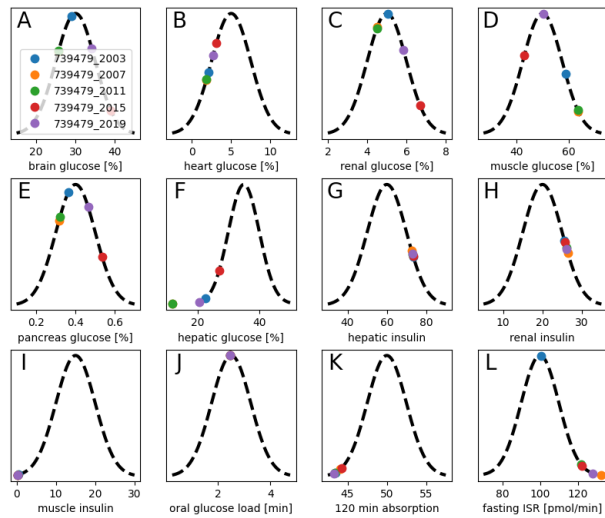 A
B
C
D
739479_2003
739479_2007
739479_2011
739479_2015
739479_2019
20 30 40
0 5 10
2 4 6 8
40 60
brain glucose [%]
heart glucose [%]
renal glucose [%]
muscle glucose [%]
E
F
G
H
0.2 0.4 0.6
20 40
40 60 80
10 20 30
pancreas glucose [%]
hepatic glucose [%]
hepatic insulin
renal insulin
I
J
K
L
0 10 20 30
2 4
45 50 55
80 100 120
muscle insulin
oral glucose load [min]
120 min absorption
fasting ISR [pmol/min]